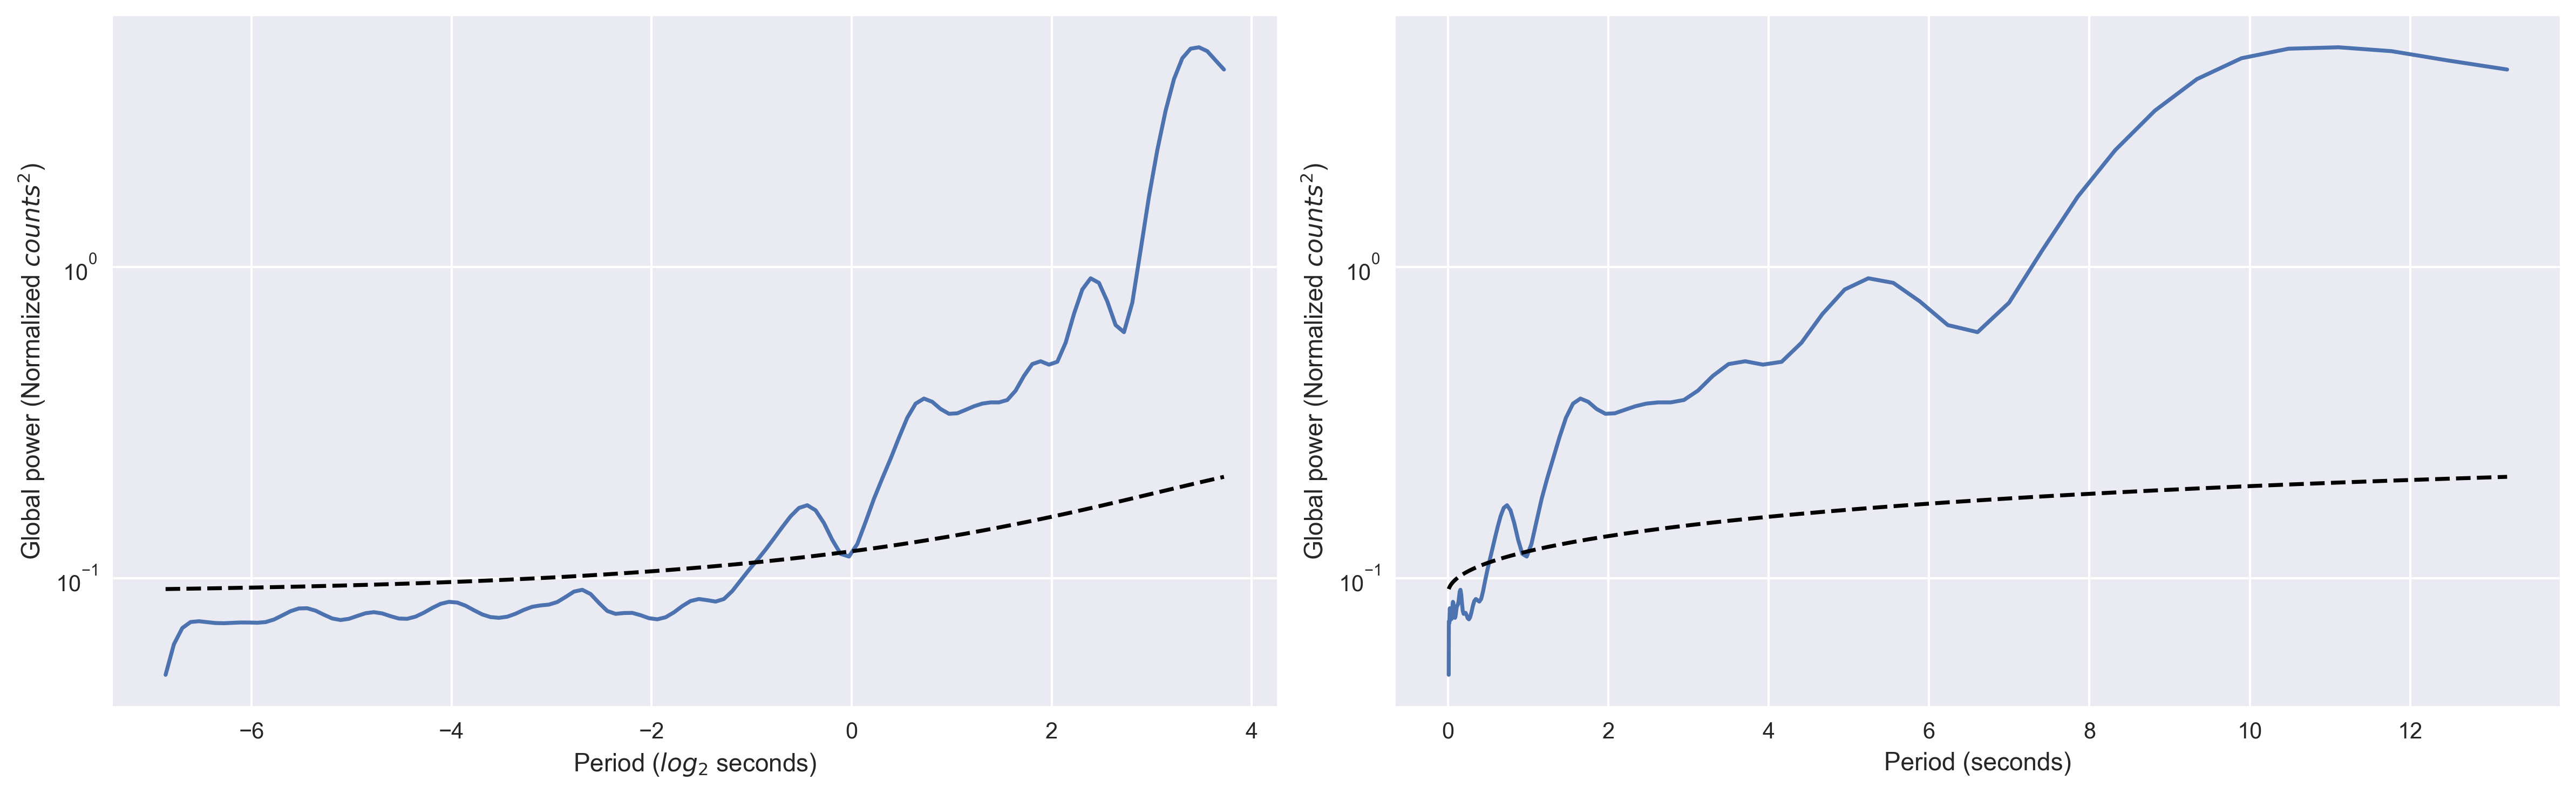 Global power (Normalized counts²)
10⁰
10⁻¹
−6 −4 −2 0 2 4
Period (log₂ seconds)
Global power (Normalized counts²)
10⁰
10⁻¹
0 2 4 6 8 10 12
Period (seconds)